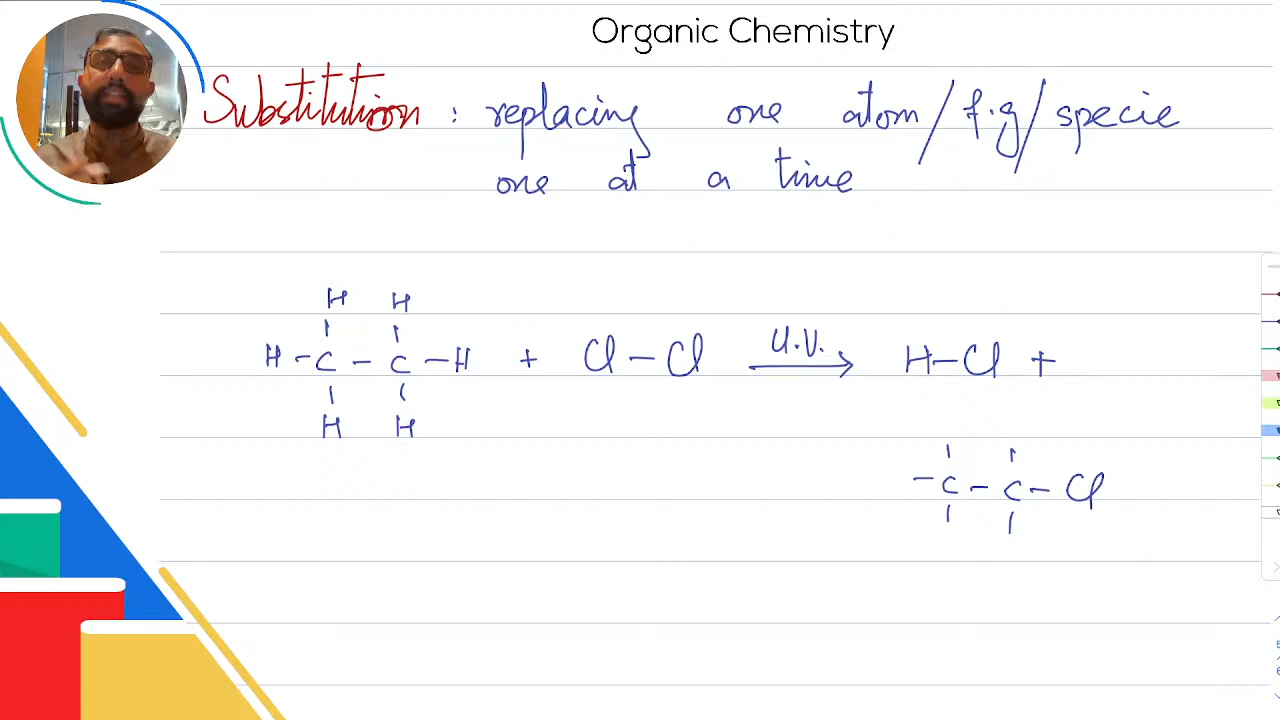 Organic Chemistry
Substitution : replacing one atom / f.g / specie
one at a time
H H
H - C - C - H + Cl - Cl U.V. → H - Cl +
H H
- C - C - Cl